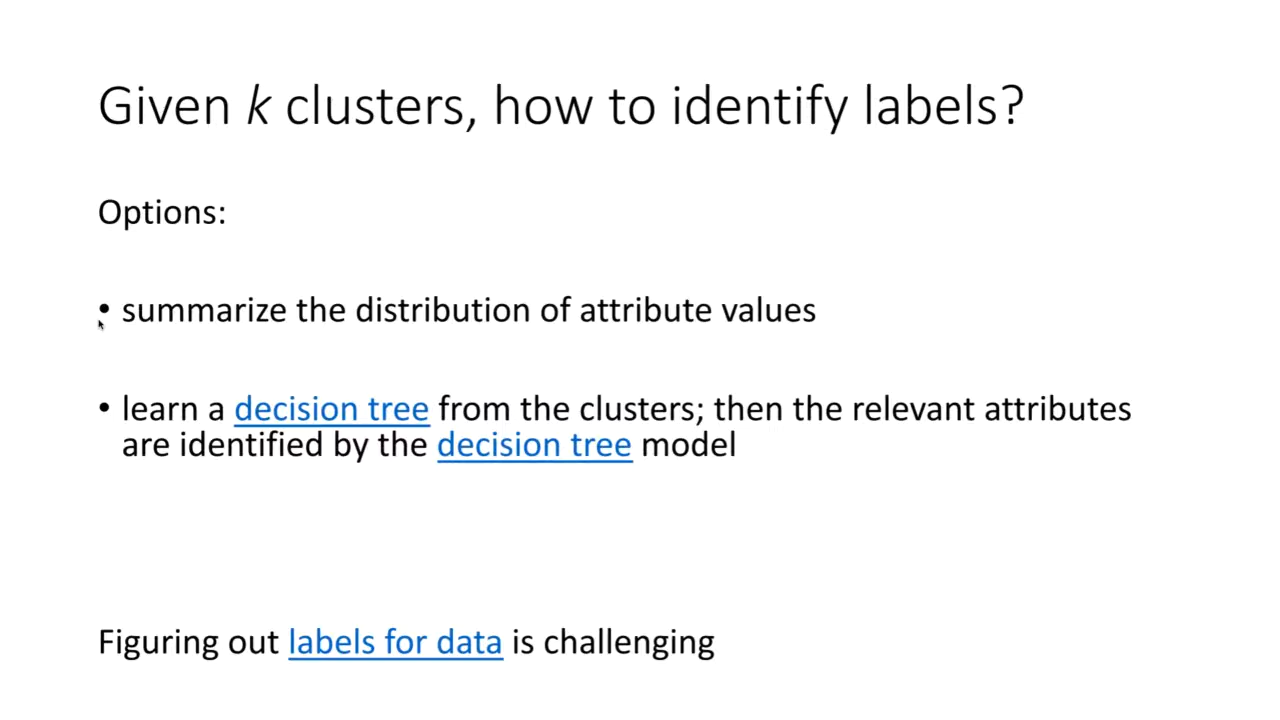 Given k clusters, how to identify labels?
Options:
• summarize the distribution of attribute values
• learn a decision tree from the clusters; then the relevant attributes
are identified by the decision tree model
Figuring out labels for data is challenging